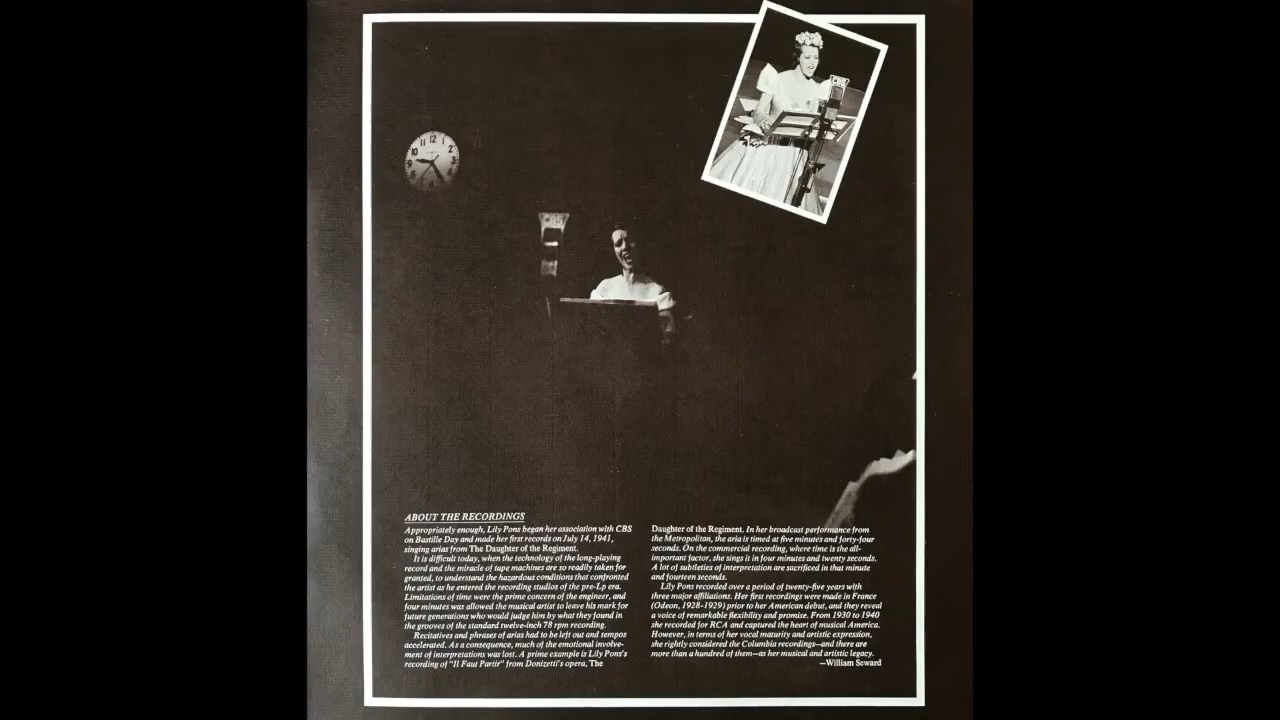 ABOUT THE RECORDINGS
Appropriately enough, Lily Pons began her association with CBS
on Bastille Day and made her first records on July 14, 1941,
singing arias from The Daughter of the Regiment.
It is difficult today, when the technology of the long-playing
record and the miracle of tape machines are so readily taken for
granted, to understand the hazardous conditions that confronted
the artist as he entered the recording studios of the pre-Lp era.
Limitations of time were the prime concern of the engineer, and
four minutes was allowed the musical artist to leave his mark for
future generations who would judge him by what they found in
the grooves of the standard twelve-inch 78 rpm recording.
Recitatives and phrases of arias had to be left out and tempos
accelerated. As a consequence, much of the emotional involve-
ment of interpretations was lost. A prime example is Lily Pons's
recording of "Il Faut Partir" from Donizetti's opera, The
Daughter of the Regiment. In her broadcast performance from
the Metropolitan, the aria is timed at five minutes and forty-four
seconds. On the commercial recording, where time is the all-
important factor, she sings it in four minutes and twenty seconds.
A lot of subtleties of interpretation are sacrificed in that minute
and fourteen seconds.
Lily Pons recorded over a period of twenty-five years with
three major affiliations. Her first recordings were made in France
(Odeon, 1928-1929) prior to her American debut, and they reveal
a voice of remarkable flexibility and promise. From 1930 to 1940
she recorded for RCA and captured the heart of musical America.
However, in terms of her vocal maturity and artistic expression,
she rightly considered the Columbia recordings—and there are
more than a hundred of them—as her musical and artistic legacy.
—William Seward
CBS